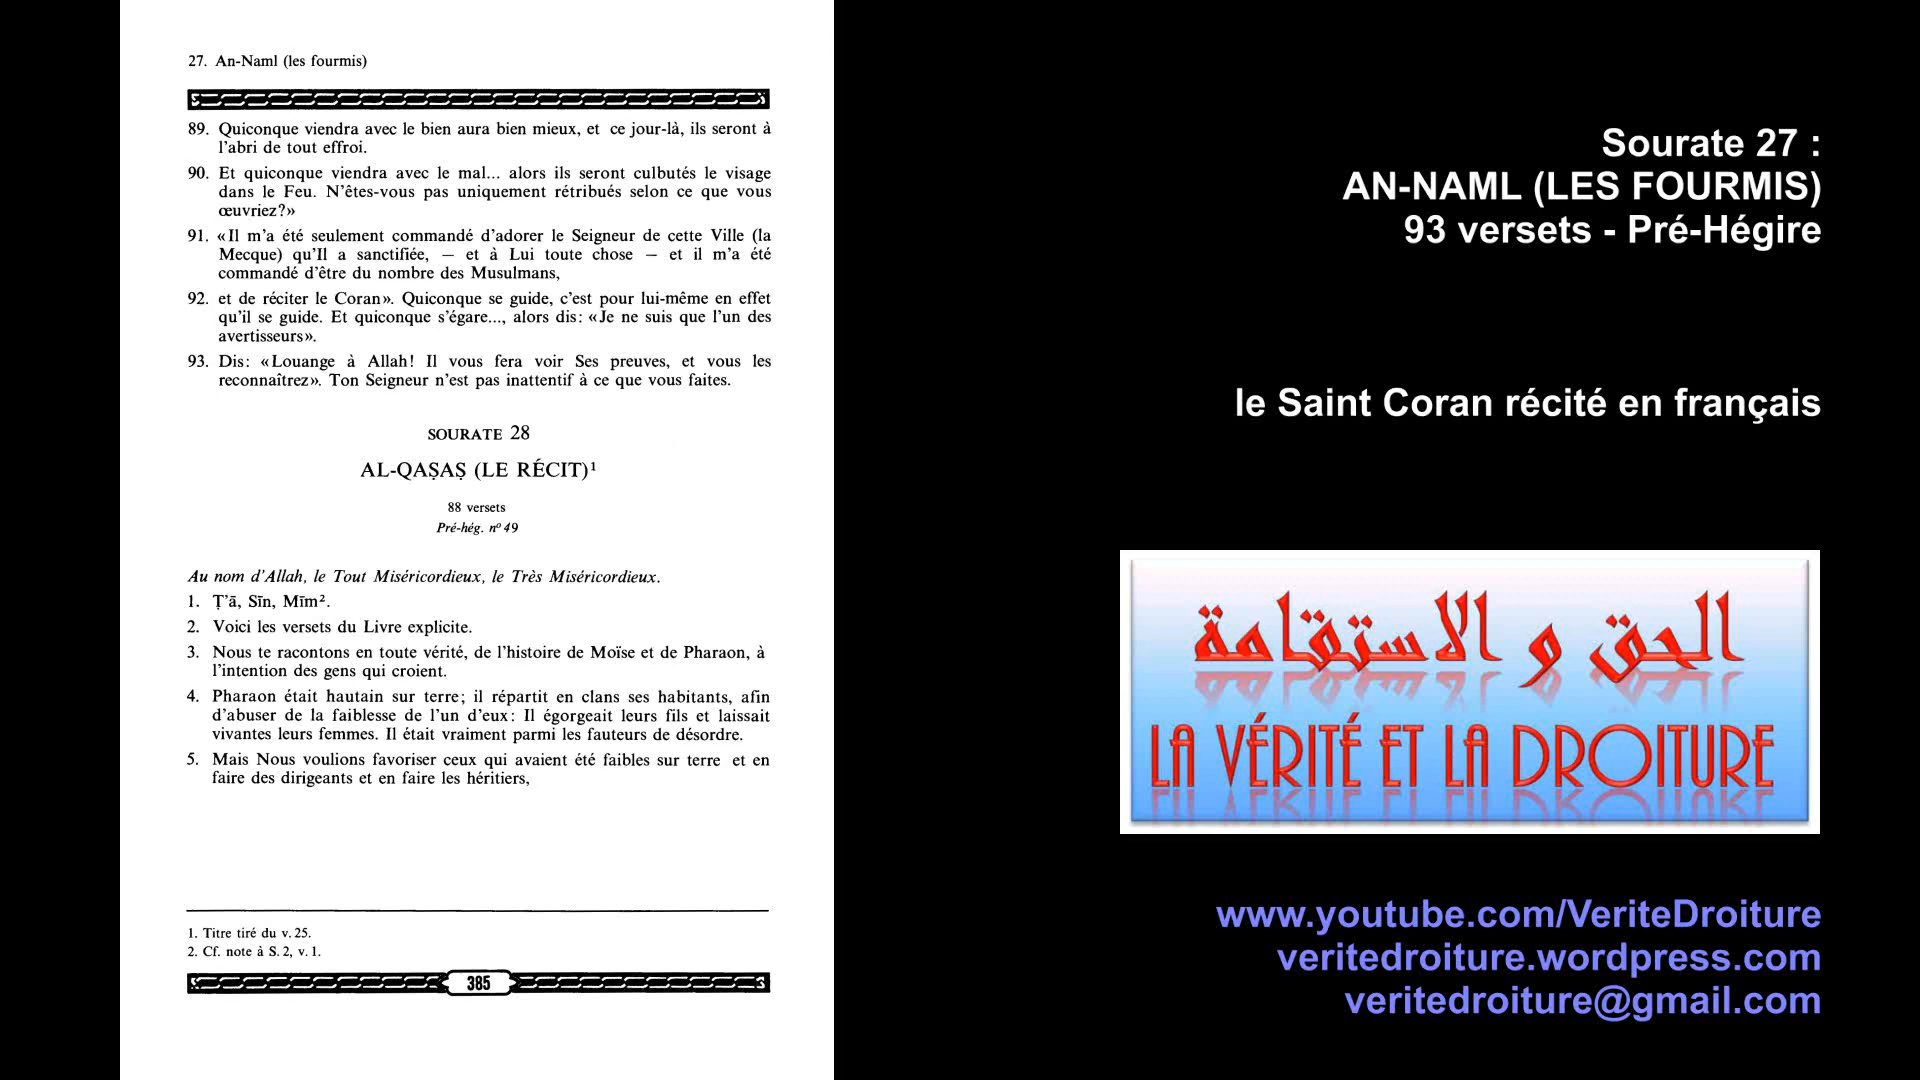 27. An-Naml (les fourmis)
89. Quiconque viendra avec le bien aura bien mieux, et ce jour-là, ils seront à
l'abri de tout effroi.
90. Et quiconque viendra avec le mal... alors ils seront culbutés le visage
dans le Feu. N'êtes-vous pas uniquement rétribués selon ce que vous
œuvriez?»
91. «Il m'a été seulement commandé d'adorer le Seigneur de cette Ville (la
Mecque) qu'Il a sanctifiée, — et à Lui toute chose — et il m'a été
commandé d'être du nombre des Musulmans,
92. et de réciter le Coran». Quiconque se guide, c'est pour lui-même en effet
qu'il se guide. Et quiconque s'égare..., alors dis: «Je ne suis que l'un des
avertisseurs».
93. Dis: «Louange à Allah! Il vous fera voir Ses preuves, et vous les
reconnaîtrez». Ton Seigneur n'est pas inattentif à ce que vous faites.
SOURATE 28
AL-QAṢAṢ (LE RÉCIT)¹
88 versets
Pré-hég. nº 49
Au nom d'Allah, le Tout Miséricordieux, le Très Miséricordieux.
1. Ṭ'ā, Sīn, Mīm².
2. Voici les versets du Livre explicite.
3. Nous te racontons en toute vérité, de l'histoire de Moïse et de Pharaon, à
l'intention des gens qui croient.
4. Pharaon était hautain sur terre; il répartit en clans ses habitants, afin
d'abuser de la faiblesse de l'un d'eux: Il égorgeait leurs fils et laissait
vivantes leurs femmes. Il était vraiment parmi les fauteurs de désordre.
5. Mais Nous voulions favoriser ceux qui avaient été faibles sur terre et en
faire des dirigeants et en faire les héritiers,
1. Titre tiré du v. 25.
2. Cf. note à S. 2, v. 1.
385
Sourate 27 :
AN-NAML (LES FOURMIS)
93 versets - Pré-Hégire
le Saint Coran récité en français
الحق و الاستقامة
LA VÉRITÉ ET LA DROITURE
www.youtube.com/VeriteDroiture
veritedroiture.wordpress.com
veritedroiture@gmail.com